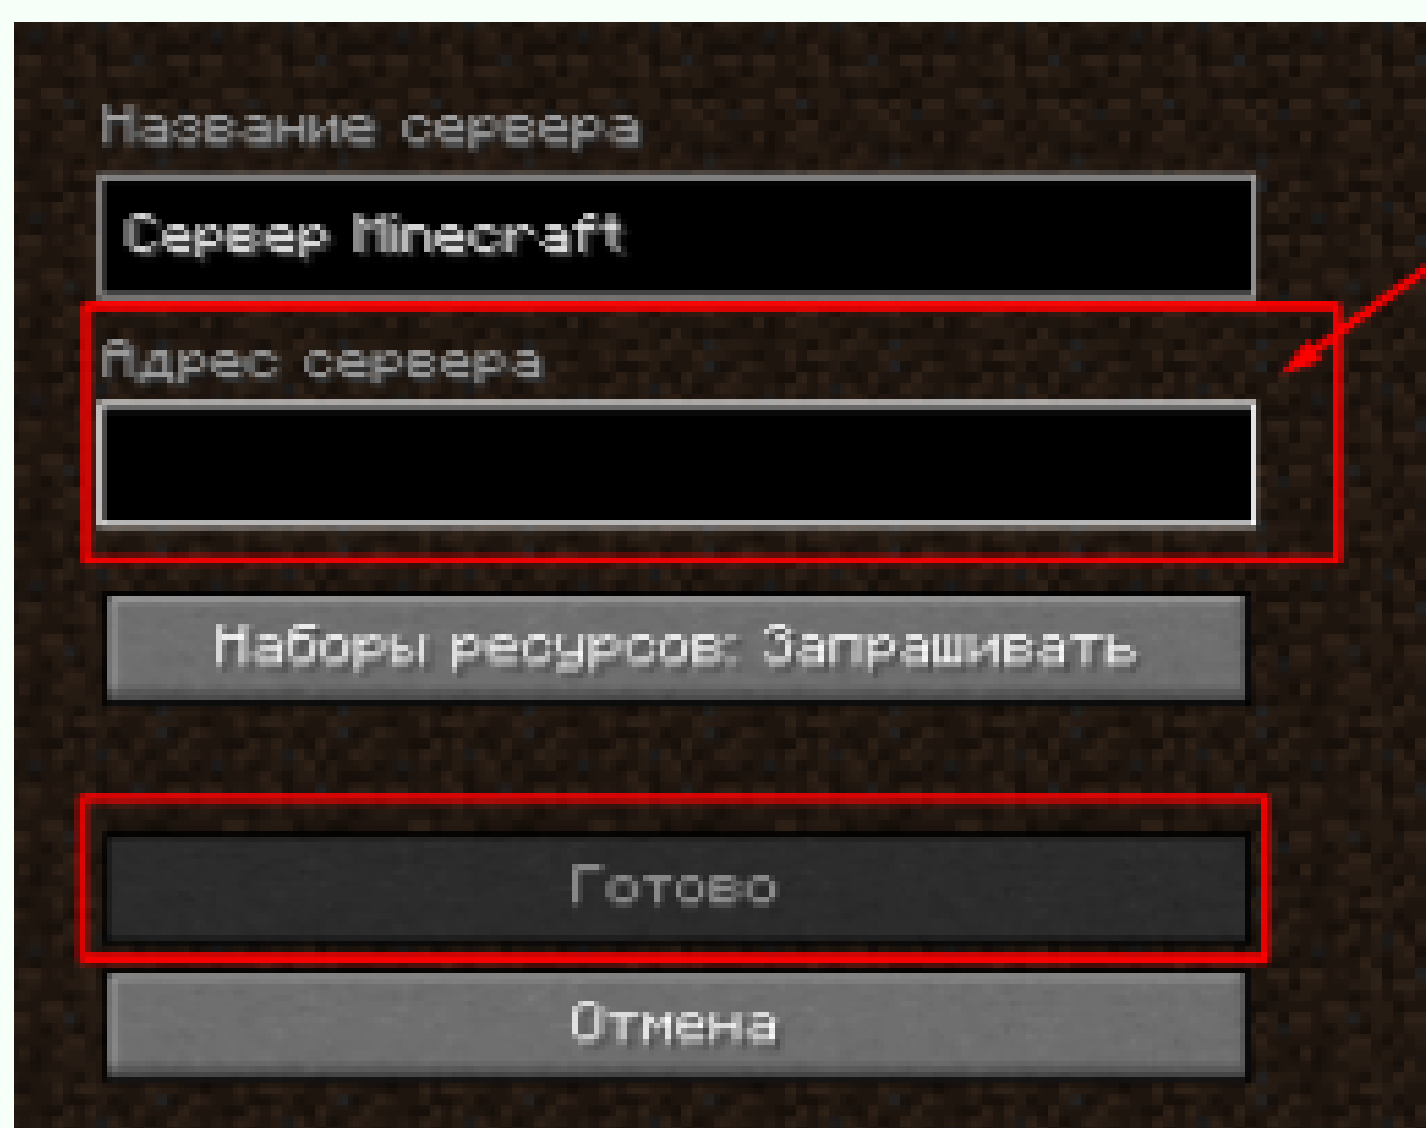 Название сервера
Сервер Minecraft
Адрес сервера
Наборы ресурсов: Запрашивать
Готово
Отмена